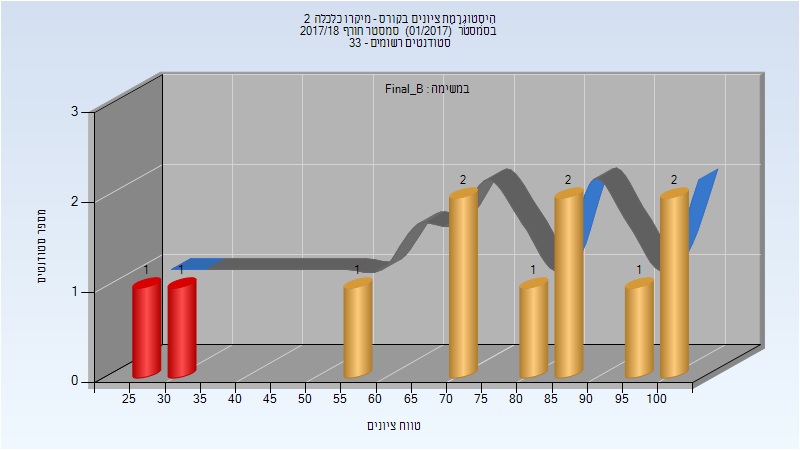 היסטוגרמת ציונים בקורס - מיקרו כלכלה 2
בסמסטר (01/2017) סמסטר חורף 2017/18
סטודנטים רשומים - 33
במשימה : Final_B
מספר סטודנטים
3
2
1
0
1 1 1 2 1 2 1 2
25 30 35 40 45 50 55 60 65 70 75 80 85 90 95 100
טווח ציונים